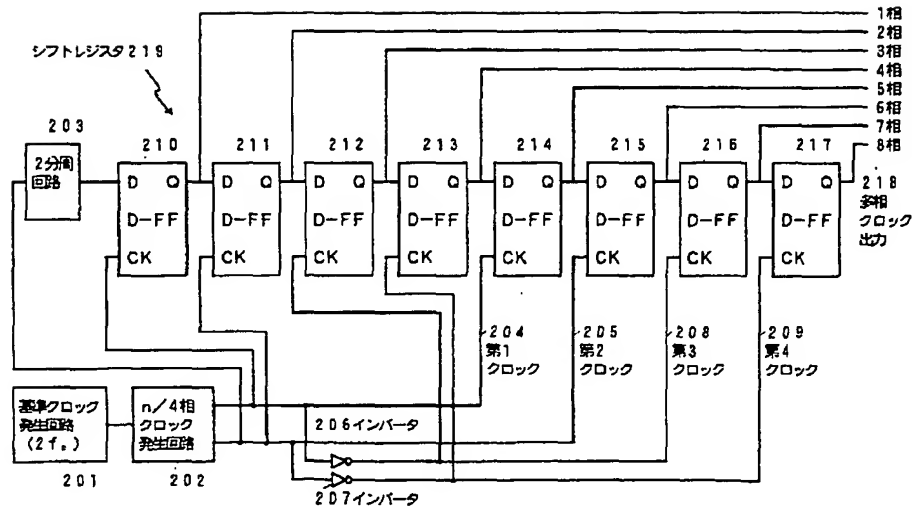 1相
2相
3相
4相
5相
6相
7相
8相
シフトレジスタ219
203
210
211
212
213
214
215
216
217
2分周
回路
D Q
D-FF
CK
D Q
D-FF
CK
D Q
D-FF
CK
D Q
D-FF
CK
D Q
D-FF
CK
D Q
D-FF
CK
D Q
D-FF
CK
D Q
D-FF
CK
218
多相
クロック
出力
204
第1
クロック
205
第2
クロック
208
第3
クロック
209
第4
クロック
基準クロック
発生回路
(2f。)
201
n/4相
クロック
発生回路
202
206インバータ
207インバータ